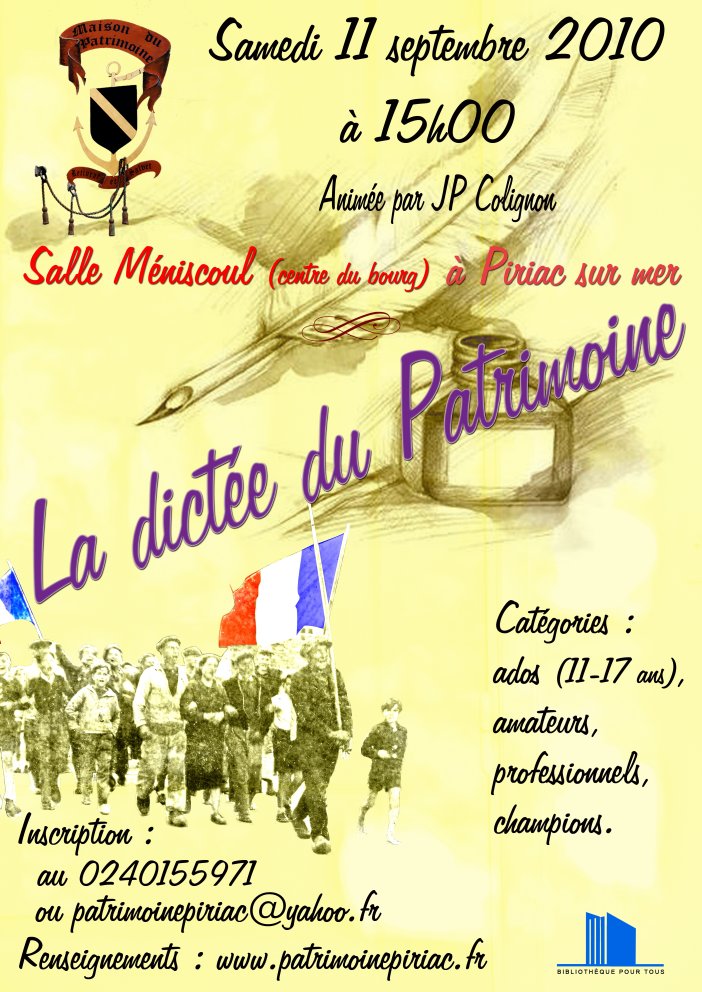 Maison du
Patrimoine
Samedi 11 septembre 2010
à 15h00
Animée par JP Colignon
Salle Méniscoul (centre du bourg) à Piriac sur mer
La dictée du Patrimoine
Catégories :
ados (11-17 ans),
amateurs,
professionnels,
champions.
Inscription :
au 0240155971
ou patrimoinepiriac@yahoo.fr
Renseignements : www.patrimoinepiriac.fr
BIBLIOTHÈQUE POUR TOUS